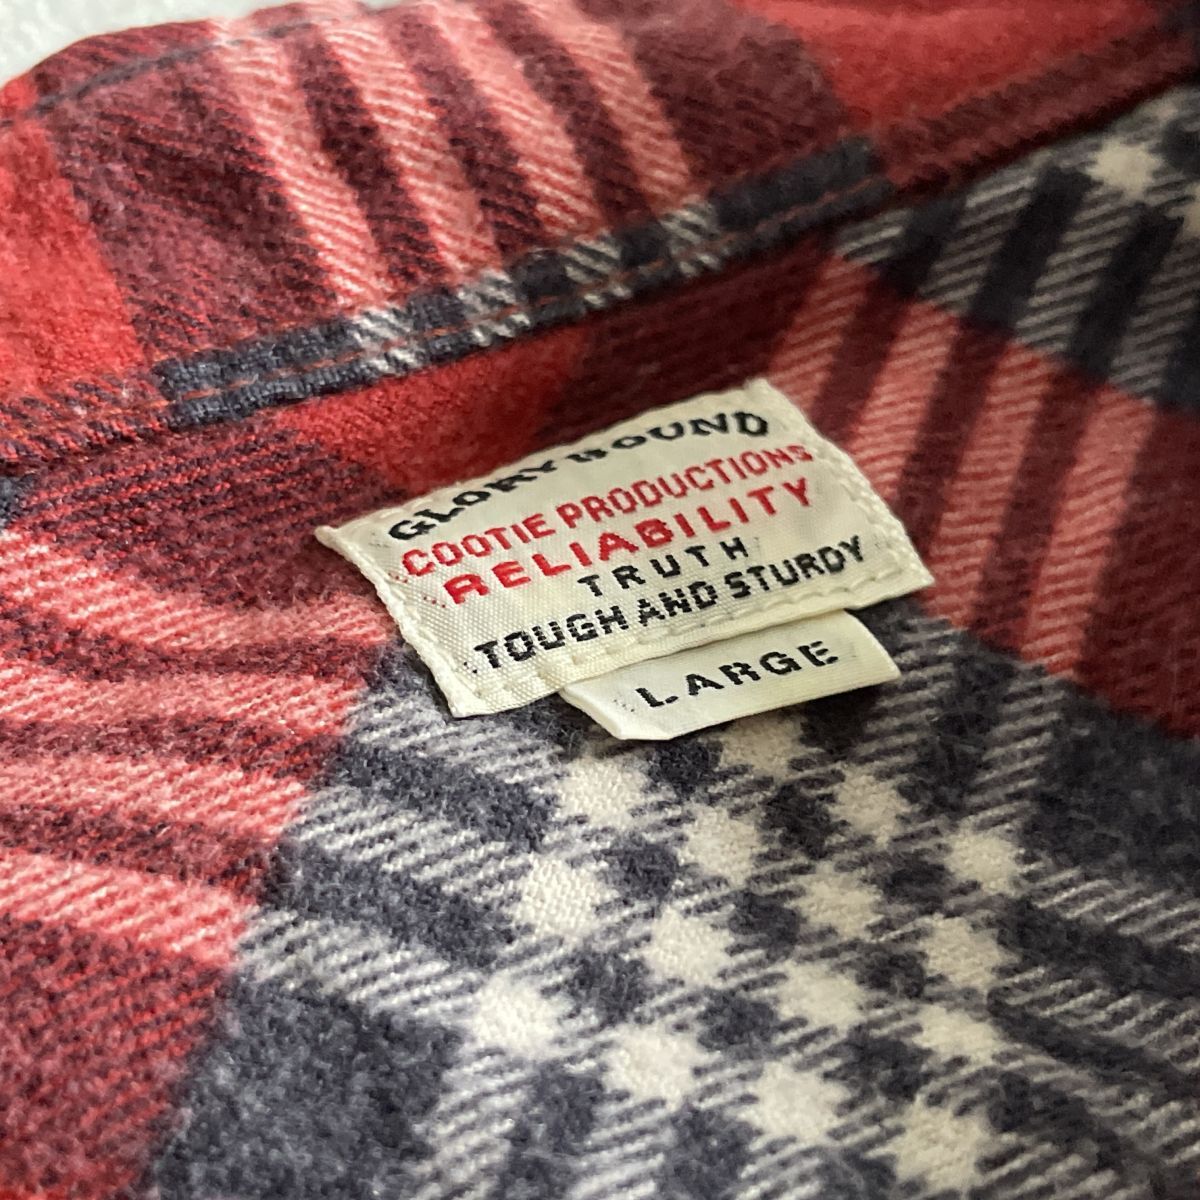 GLORY BOUND
COOTIE PRODUCTIONS
RELIABILITY
TRUTH
TOUGH AND STURDY
LARGE